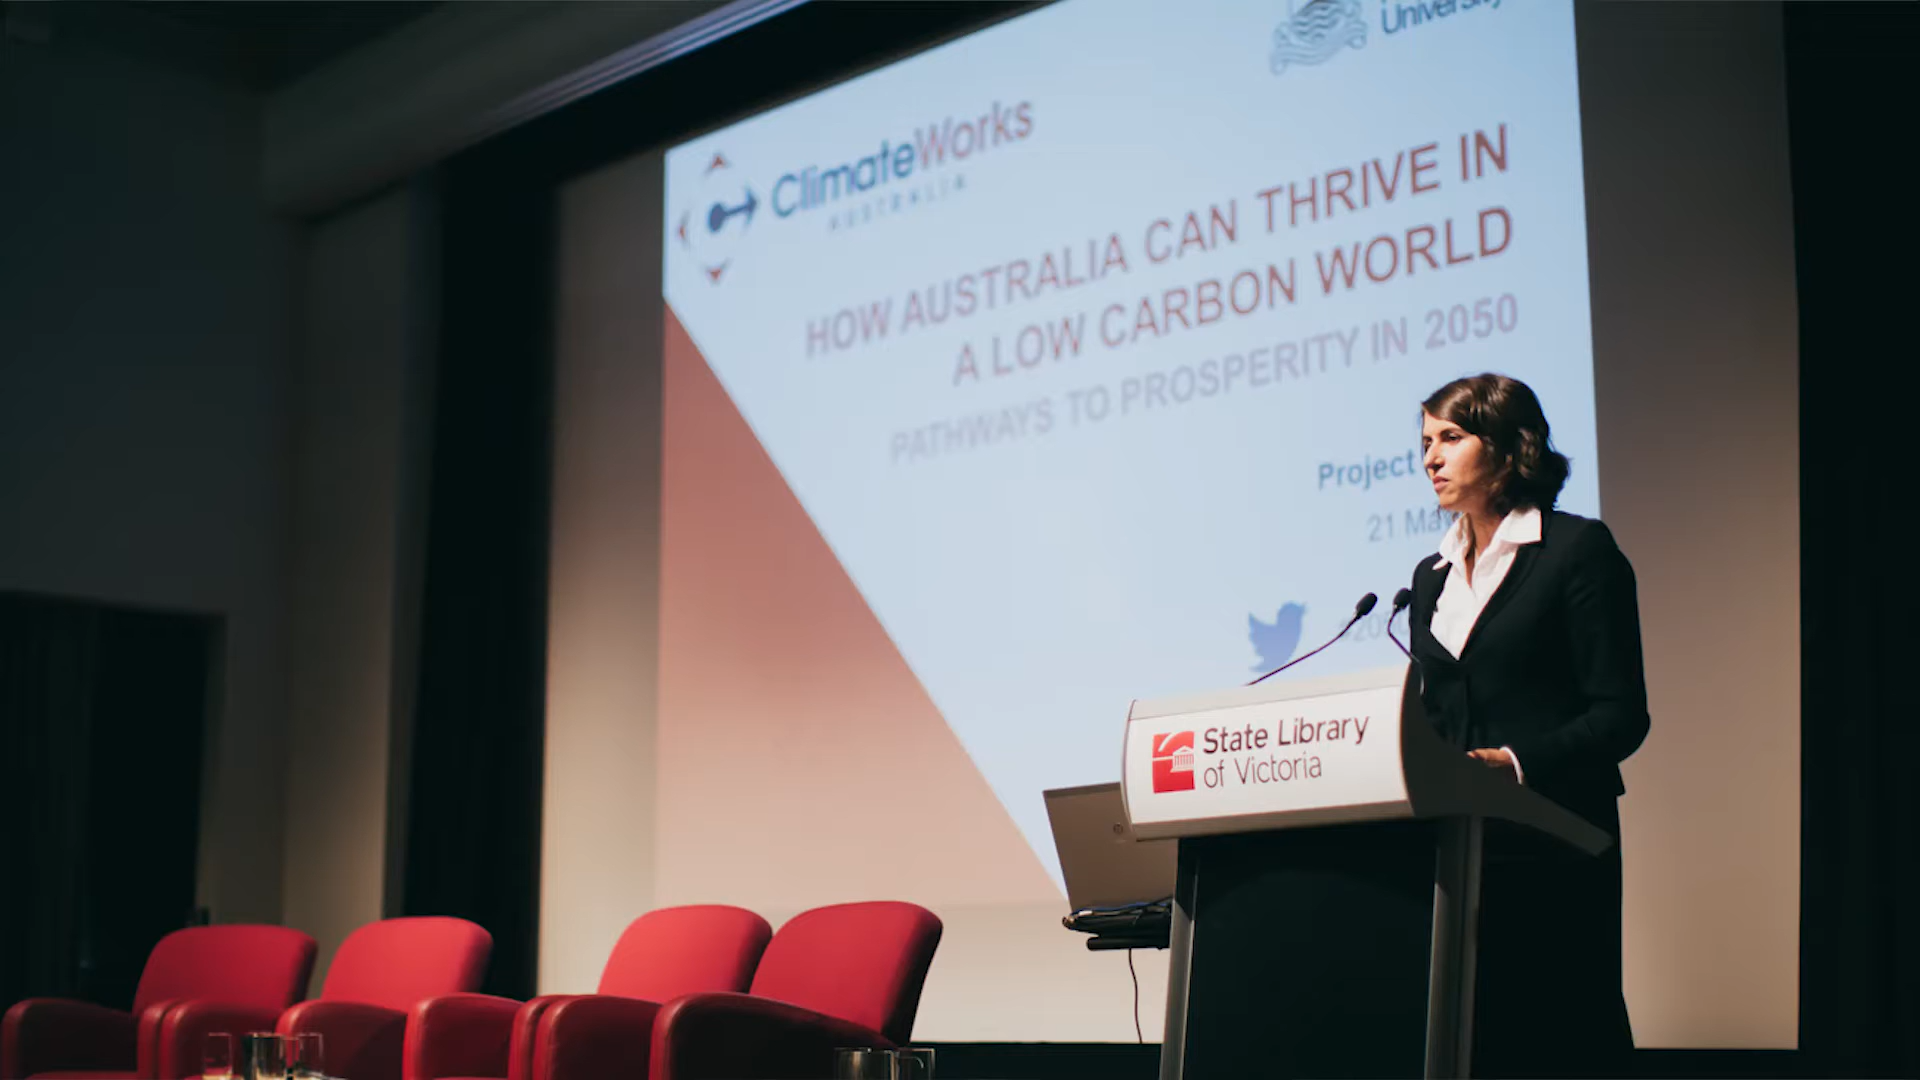 University
ClimateWorks
AUSTRALIA
HOW AUSTRALIA CAN THRIVE IN
A LOW CARBON WORLD
PATHWAYS TO PROSPERITY IN 2050
Project
21 May
State Library
of Victoria